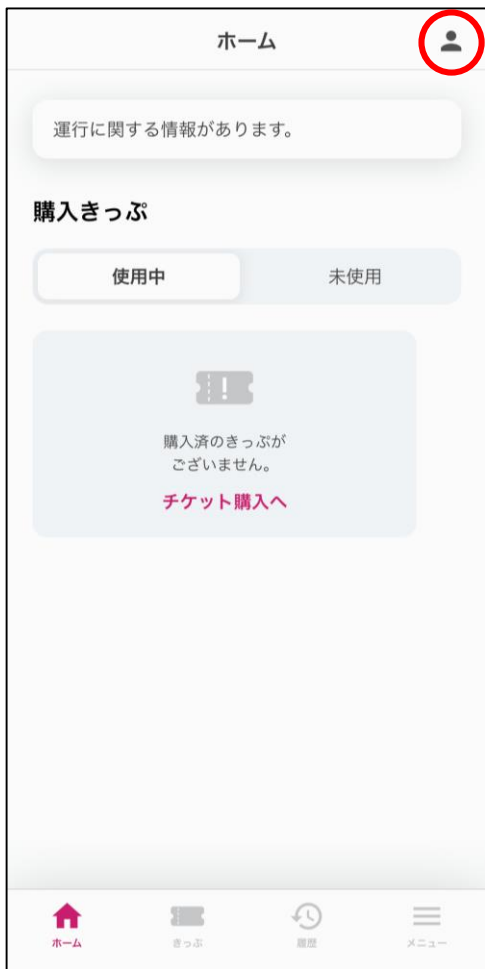 ホーム
運行に関する情報があります。
購入きっぷ
使用中
未使用
購入済のきっぷが
ございません。
チケット購入へ
ホーム
きっぷ
履歴
メニュー